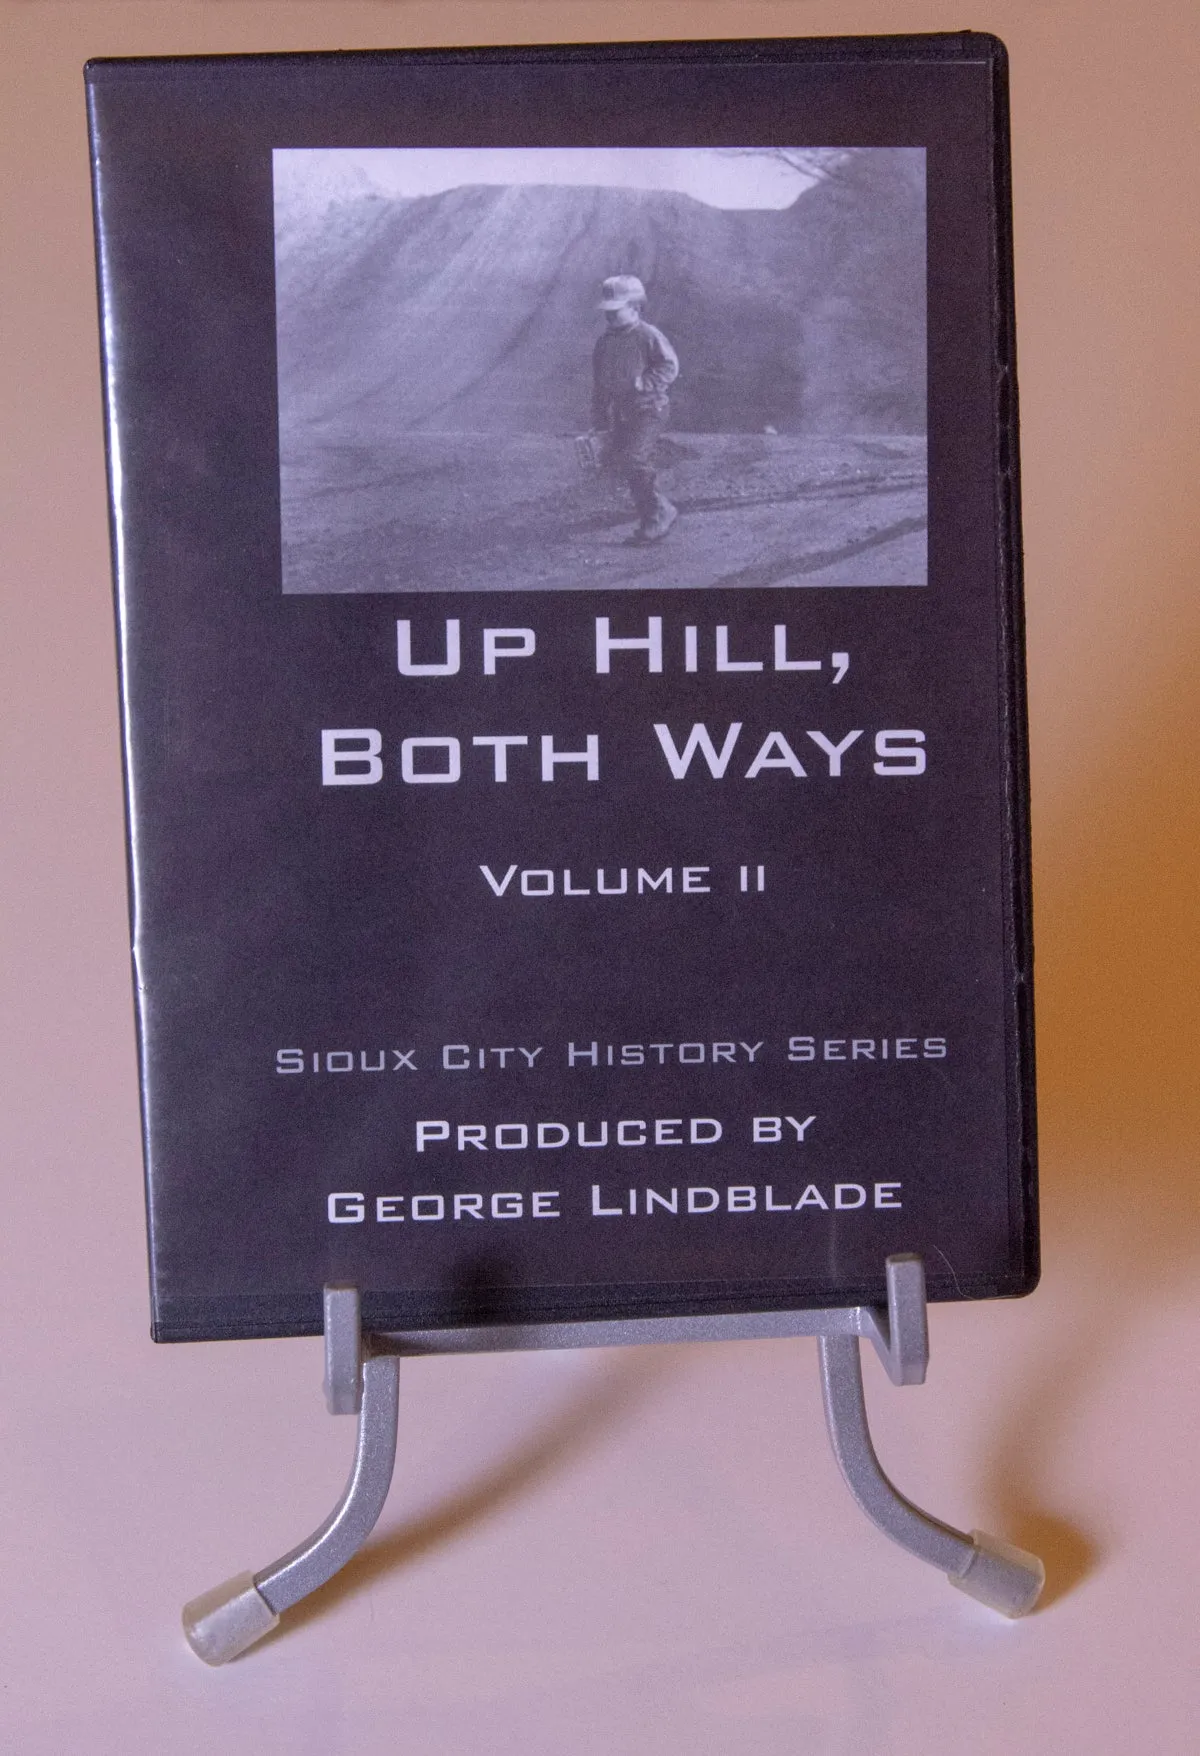 Up Hill,
Both Ways
Volume II
Sioux City History Series
Produced by
George Lindblade